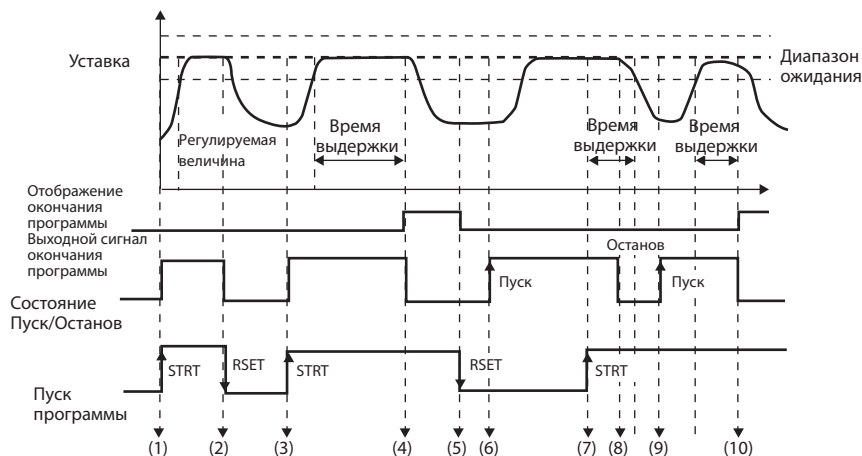 Уставка
Диапазон
ожидания
Регулируемая
величина
Время
выдержки
Время
выдержки
Время
выдержки
Отображение
окончания
программы
Выходной сигнал
окончания
программы
Останов
Пуск
Пуск
Состояние
Пуск/Останов
STRT
RSET
STRT
RSET
STRT
Пуск
программы
(1)
(2)
(3)
(4)
(5)
(6)
(7)
(8)
(9)
(10)